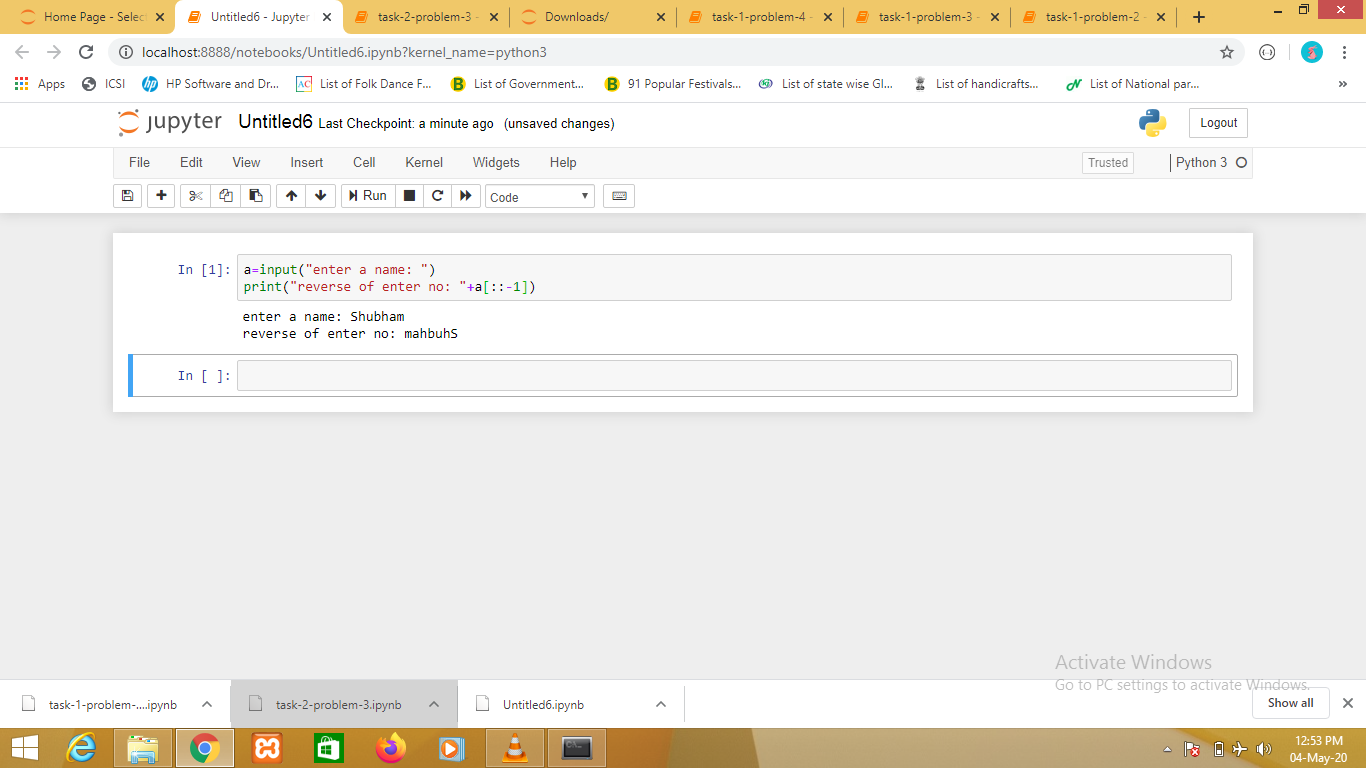 Home Page - Selec
Untitled6 - Jupyter
task-2-problem-3 -
Downloads/
task-1-problem-4 -
task-1-problem-3 -
task-1-problem-2 -
localhost:8888/notebooks/Untitled6.ipynb?kernel_name=python3
Apps
ICSI
HP Software and Dr...
List of Folk Dance F...
List of Government...
91 Popular Festivals...
List of state wise Gl...
List of handicrafts...
List of National par...
jupyter Untitled6 Last Checkpoint: a minute ago (unsaved changes)
Logout
File Edit View Insert Cell Kernel Widgets Help
Trusted
Python 3
Run
Code
In [1]: a=input("enter a name: ")
print("reverse of enter no: "+a[::-1])
enter a name: Shubham
reverse of enter no: mahbuhS
In [ ]:
Activate Windows
Go to PC settings to activate Windows.
task-1-problem-....ipynb
task-2-problem-3.ipynb
Untitled6.ipynb
Show all
12:53 PM
04-May-20